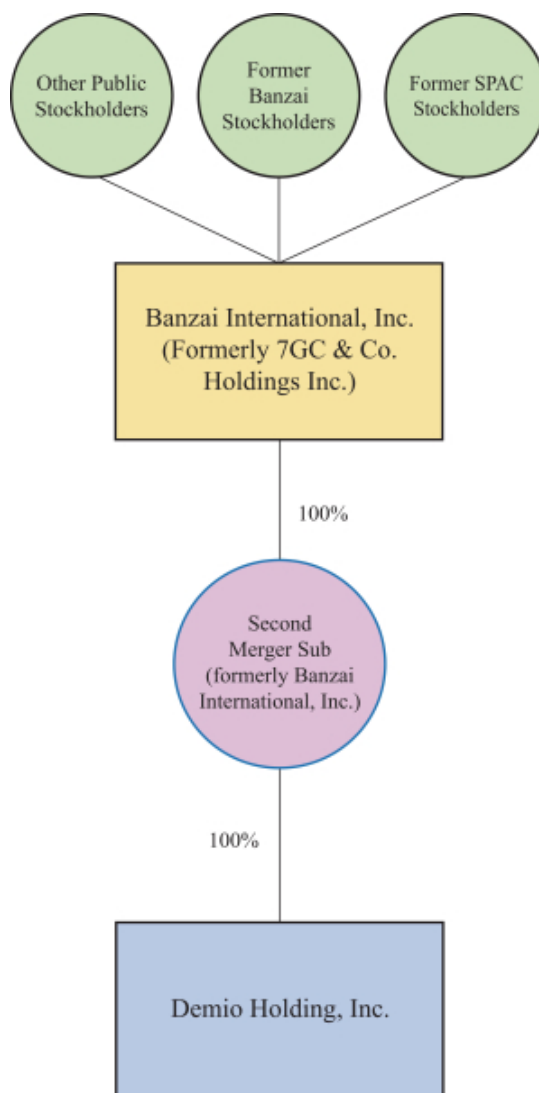 Other Public
Stockholders
Former
Banzai
Stockholders
Former SPAC
Stockholders
Banzai International, Inc.
(Formerly 7GC & Co.
Holdings Inc.)
100%
Second
Merger Sub
(formerly Banzai
International, Inc.)
100%
Demio Holding, Inc.